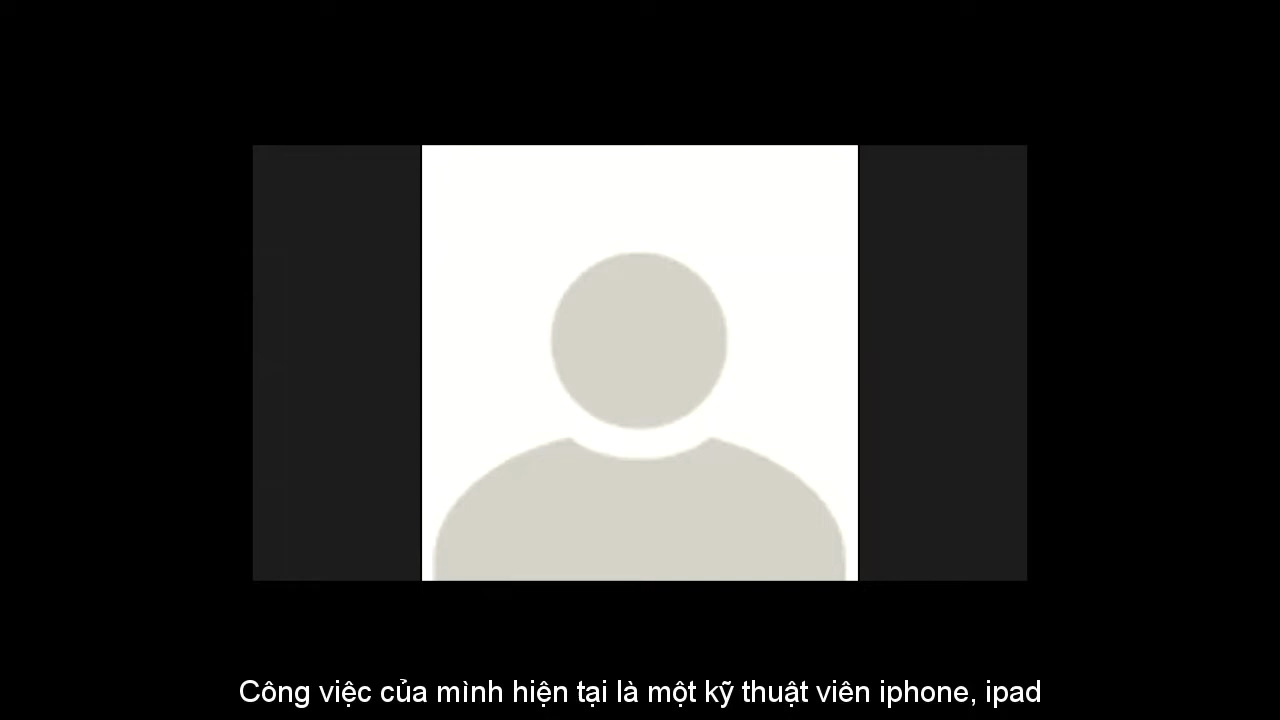 Công việc của mình hiện tại là một kỹ thuật viên iphone, ipad